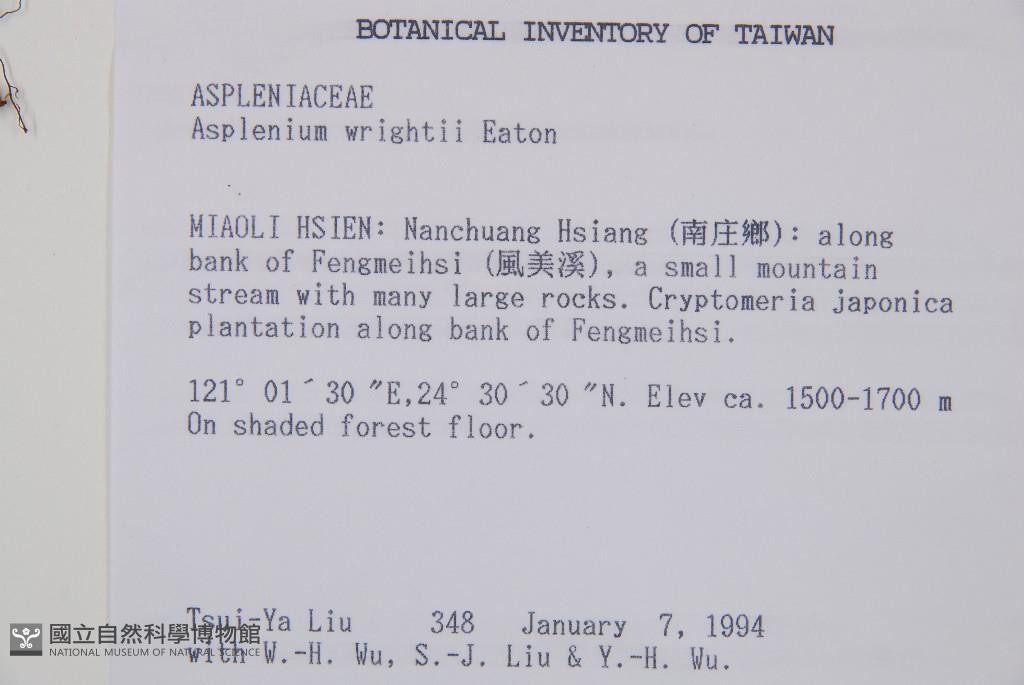 BOTANICAL INVENTORY OF TAIWAN
ASPLENIACEAE
Asplenium wrightii Eaton
MIAOLI HSIEN: Nanchuang Hsiang (南庄鄉): along
bank of Fengmeihsi (風美溪), a small mountain
stream with many large rocks. Cryptomeria japonica
plantation along bank of Fengmeihsi.
121° 01´30 ″E,24° 30´30 ″N. Elev ca. 1500-1700 m
On shaded forest floor.
Tsui-Ya Liu 348 January 7, 1994
with W.-H. Wu, S.-J. Liu & Y.-H. Wu.
國立自然科學博物館
NATIONAL MUSEUM OF NATURAL SCIENCE